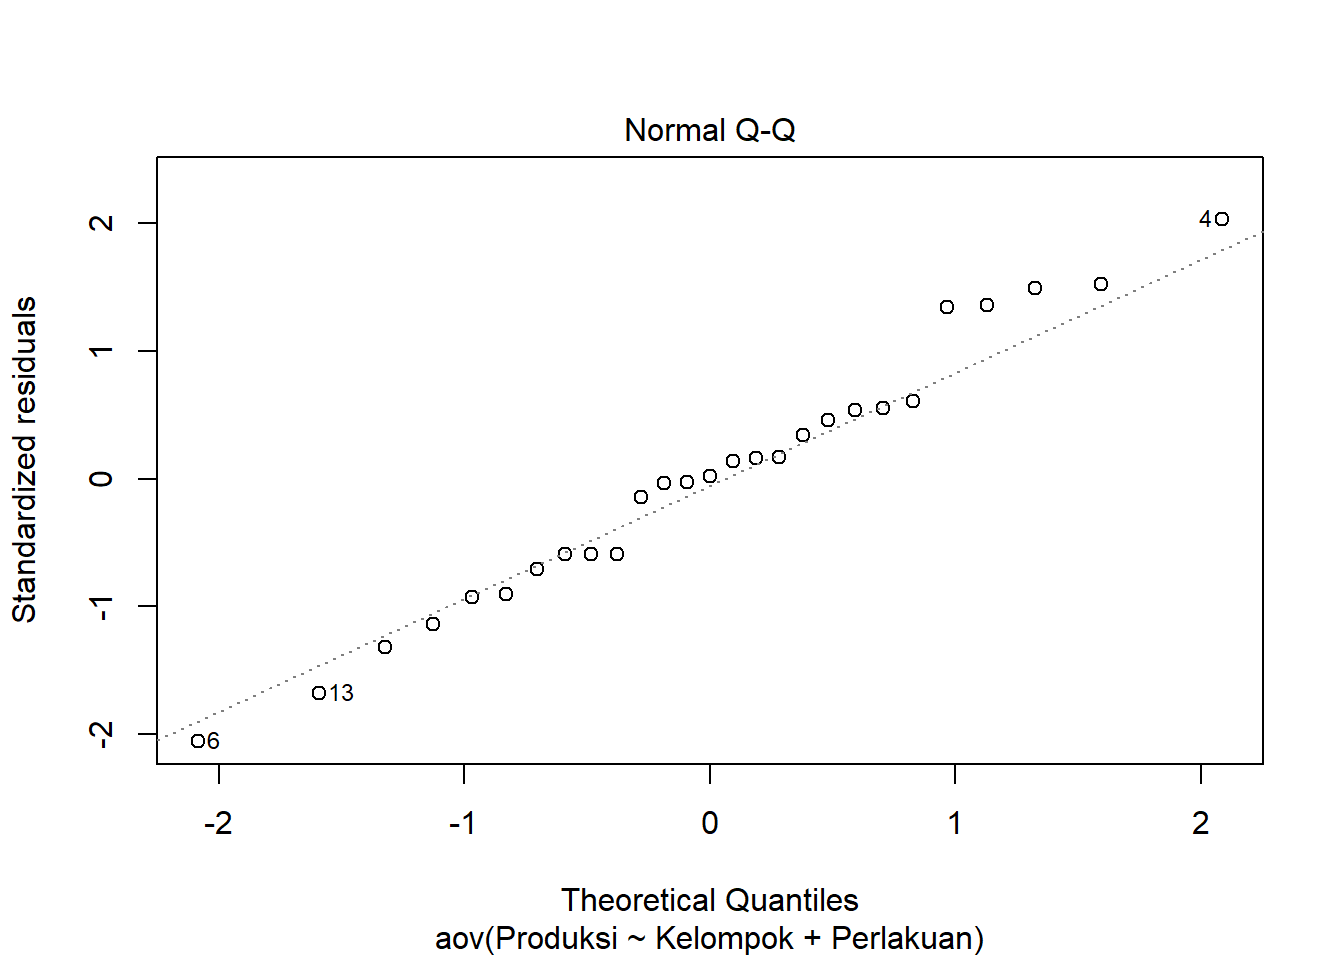 Normal Q-Q
Standardized residuals
2
1
0
-1
-2
4
13
6
-2 -1 0 1 2
Theoretical Quantiles
aov(Produksi ~ Kelompok + Perlakuan)